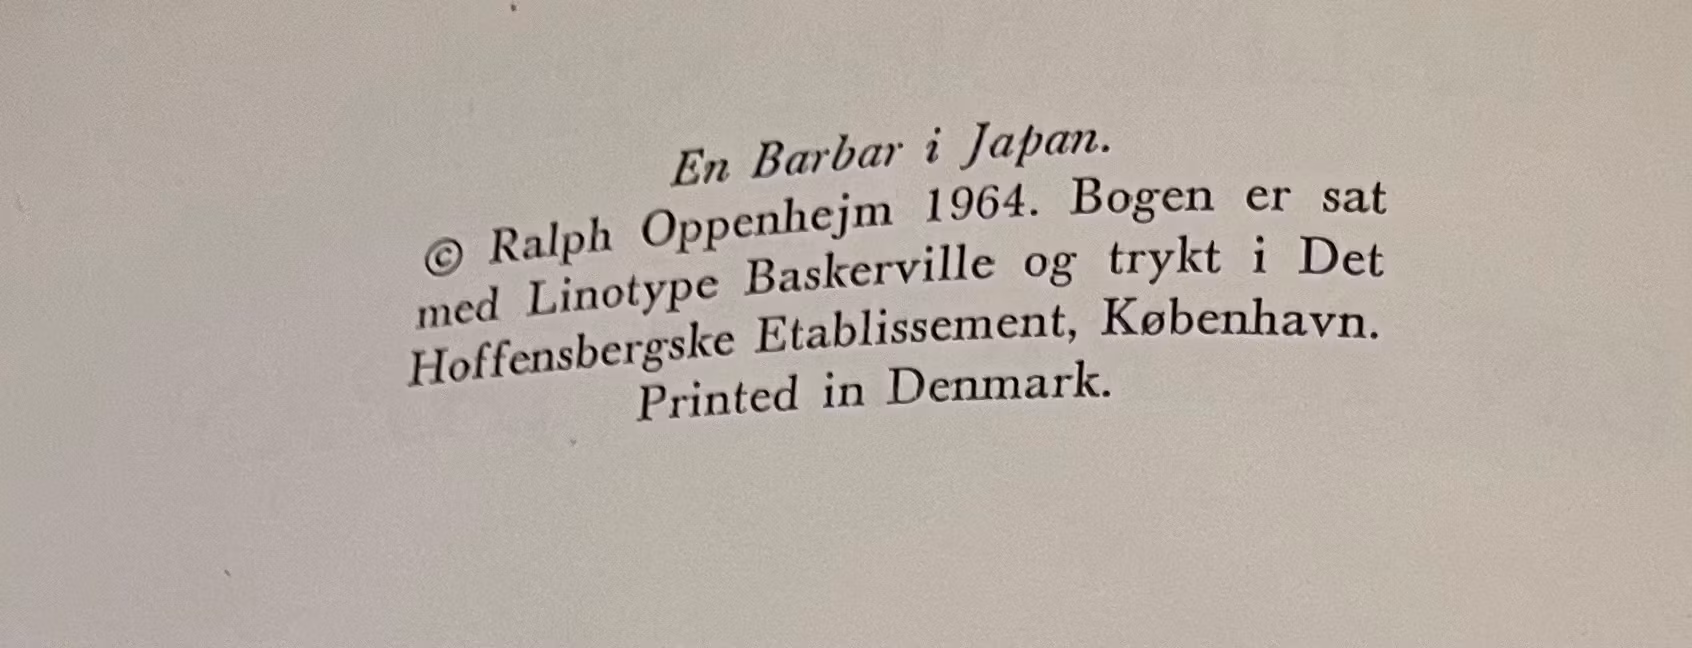 En Barbar i Japan.
© Ralph Oppenhejm 1964. Bogen er sat
med Linotype Baskerville og trykt i Det
Hoffensbergske Etablissement, København.
Printed in Denmark.